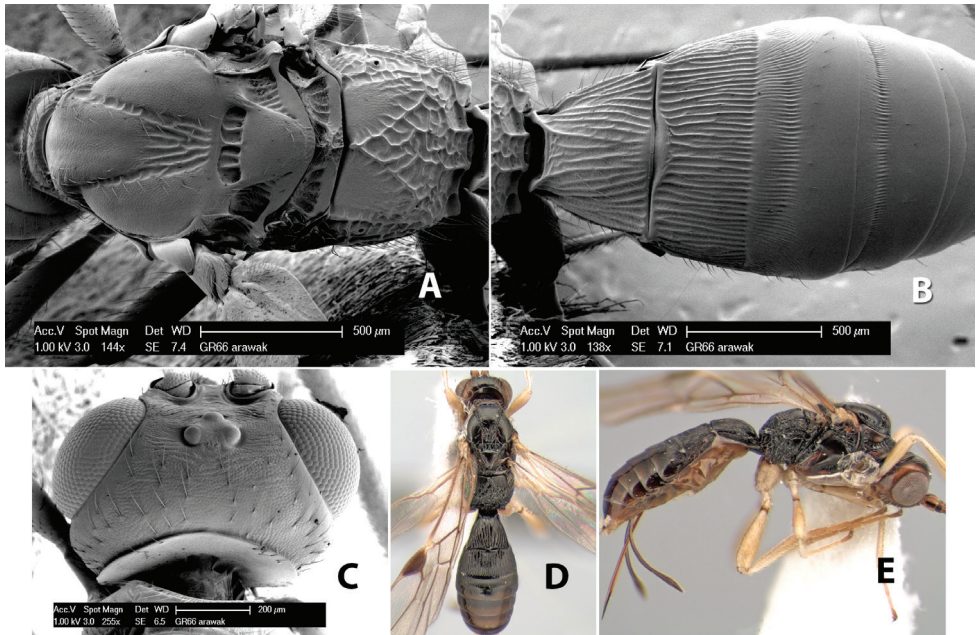 A
Acc.V Spot Magn Det WD 500 µm
1.00 kV 3.0 144x SE 7.4 GR66 arawak
B
Acc.V Spot Magn Det WD 500 µm
1.00 kV 3.0 138x SE 7.1 GR66 arawak
C
Acc.V Spot Magn Det WD 200 µm
1.00 kV 3.0 255x SE 6.5 GR66 arawak
D
E